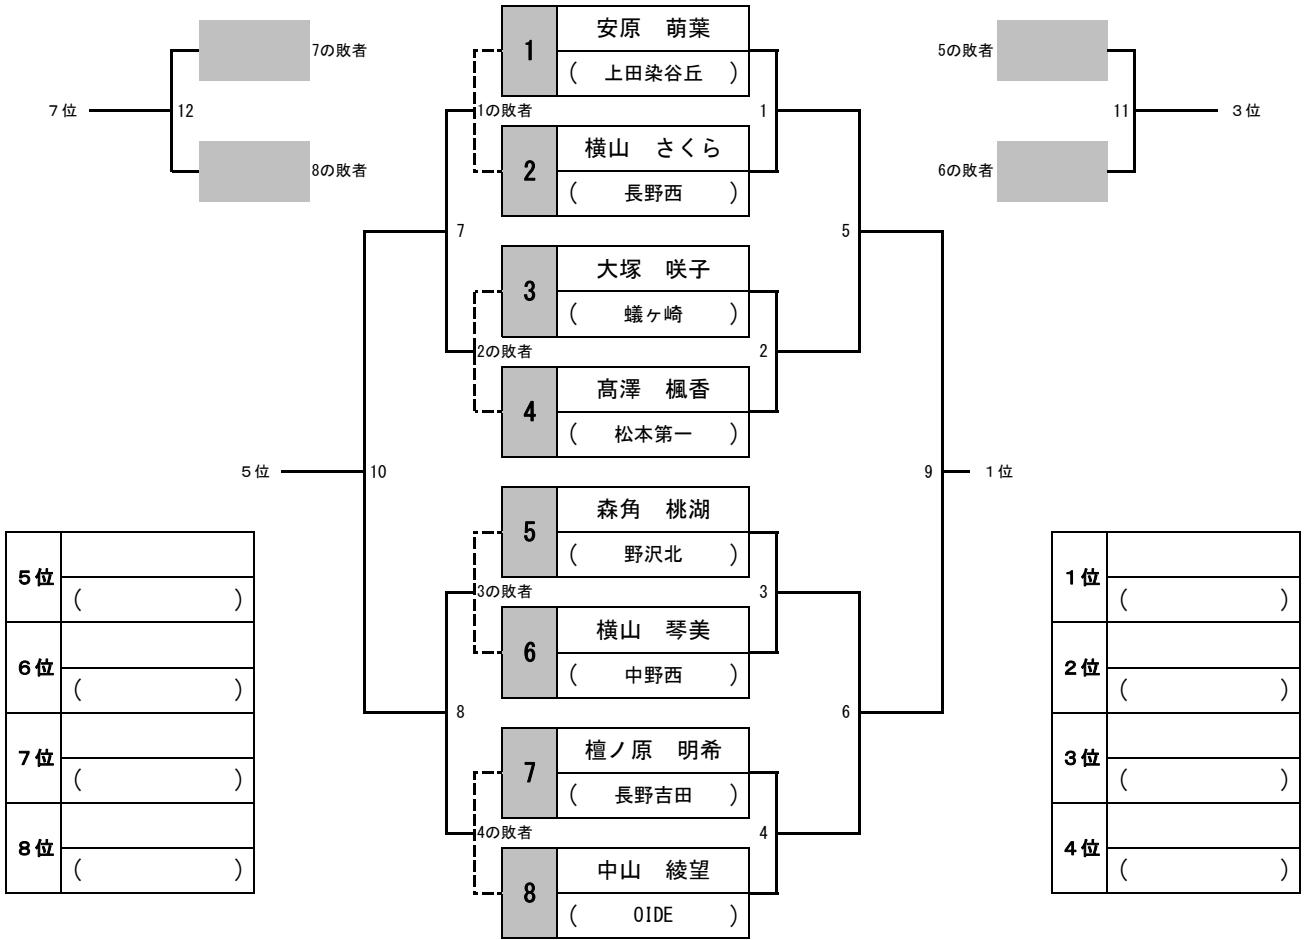 7の敗者
７位
12
8の敗者
1
安原　萌葉
（　上田染谷丘　）
1の敗者
1
2
横山　さくら
（　長野西　）
7
5
3
大塚　咲子
（　蟻ヶ崎　）
2の敗者
2
4
髙澤　楓香
（　松本第一　）
5の敗者
11
３位
6の敗者
５位
10
9
１位
5
森角　桃湖
（　野沢北　）
3の敗者
3
6
横山　琴美
（　中野西　）
8
6
7
檀ノ原　明希
（　長野吉田　）
4の敗者
4
8
中山　綾望
（　OIDE　）
５位
（　）
６位
（　）
７位
（　）
８位
（　）
１位
（　）
２位
（　）
３位
（　）
４位
（　）